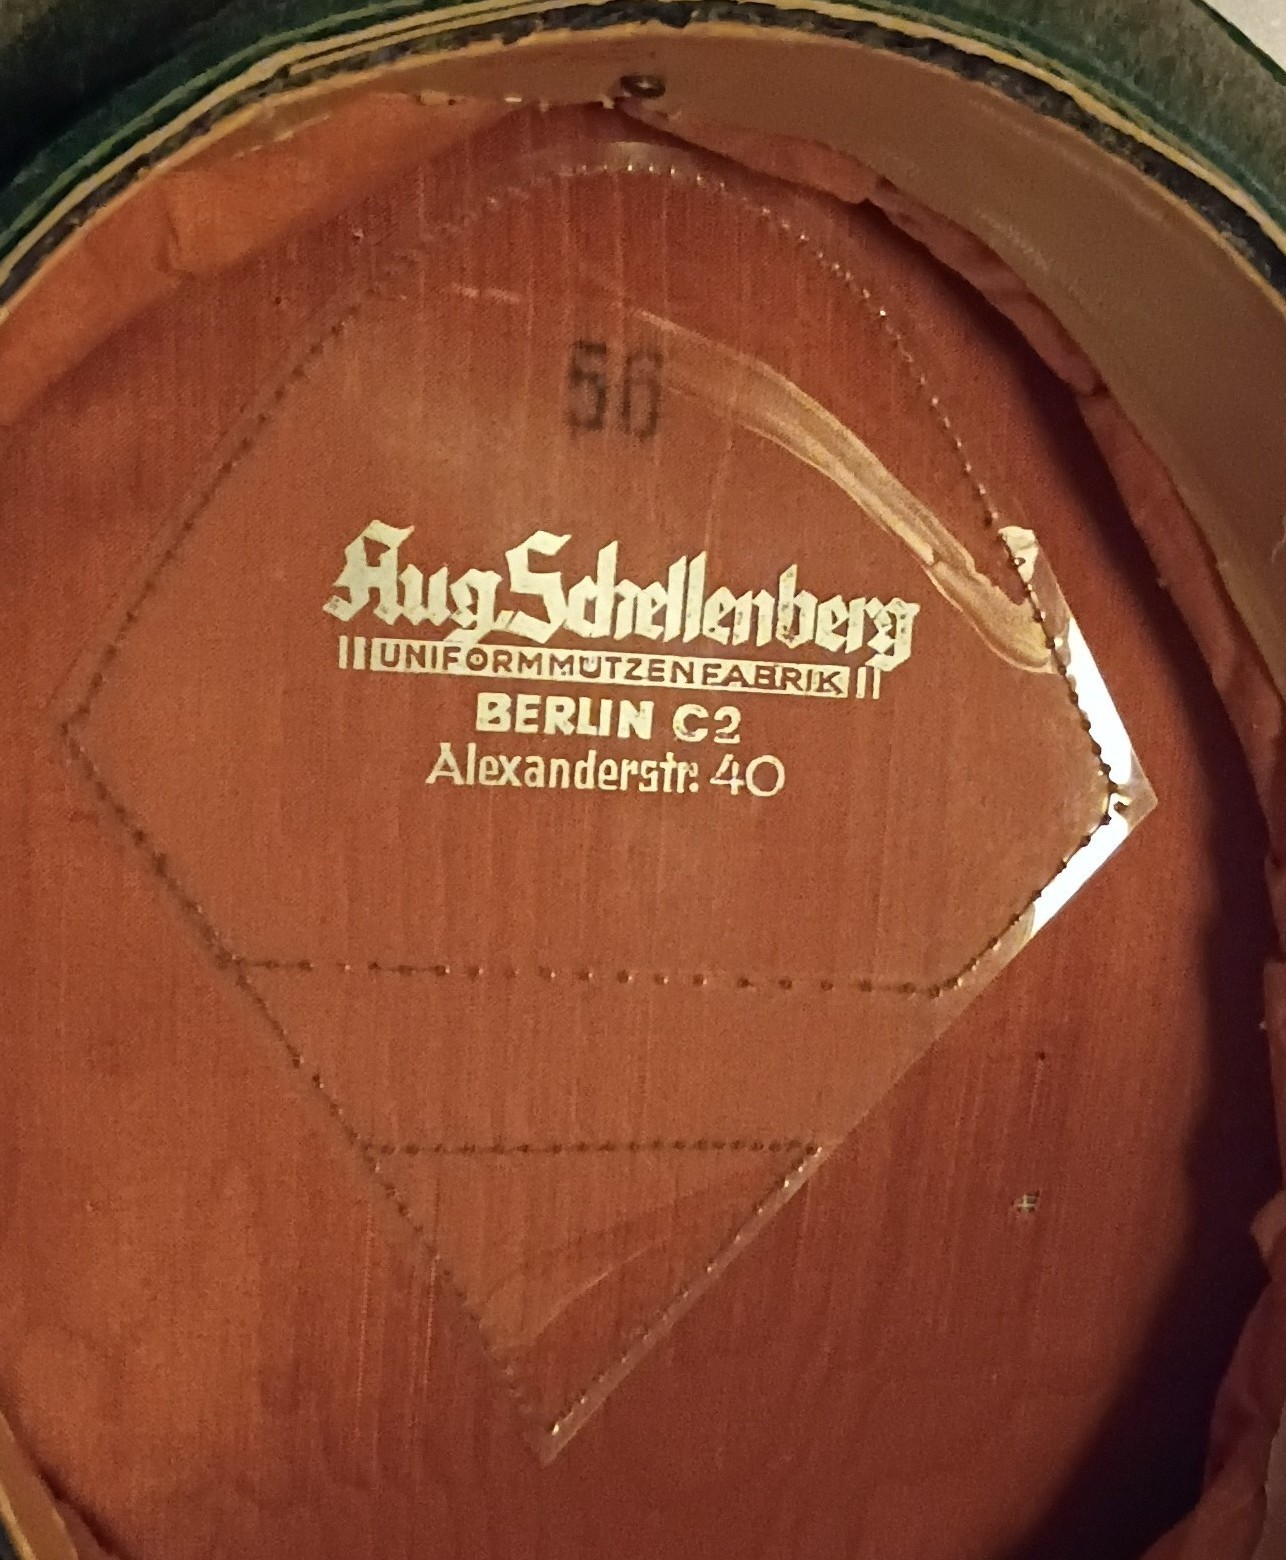 56
Aug. Schellenberg
UNIFORMMÜTZENFABRIK
BERLIN C2
Alexanderstr. 40